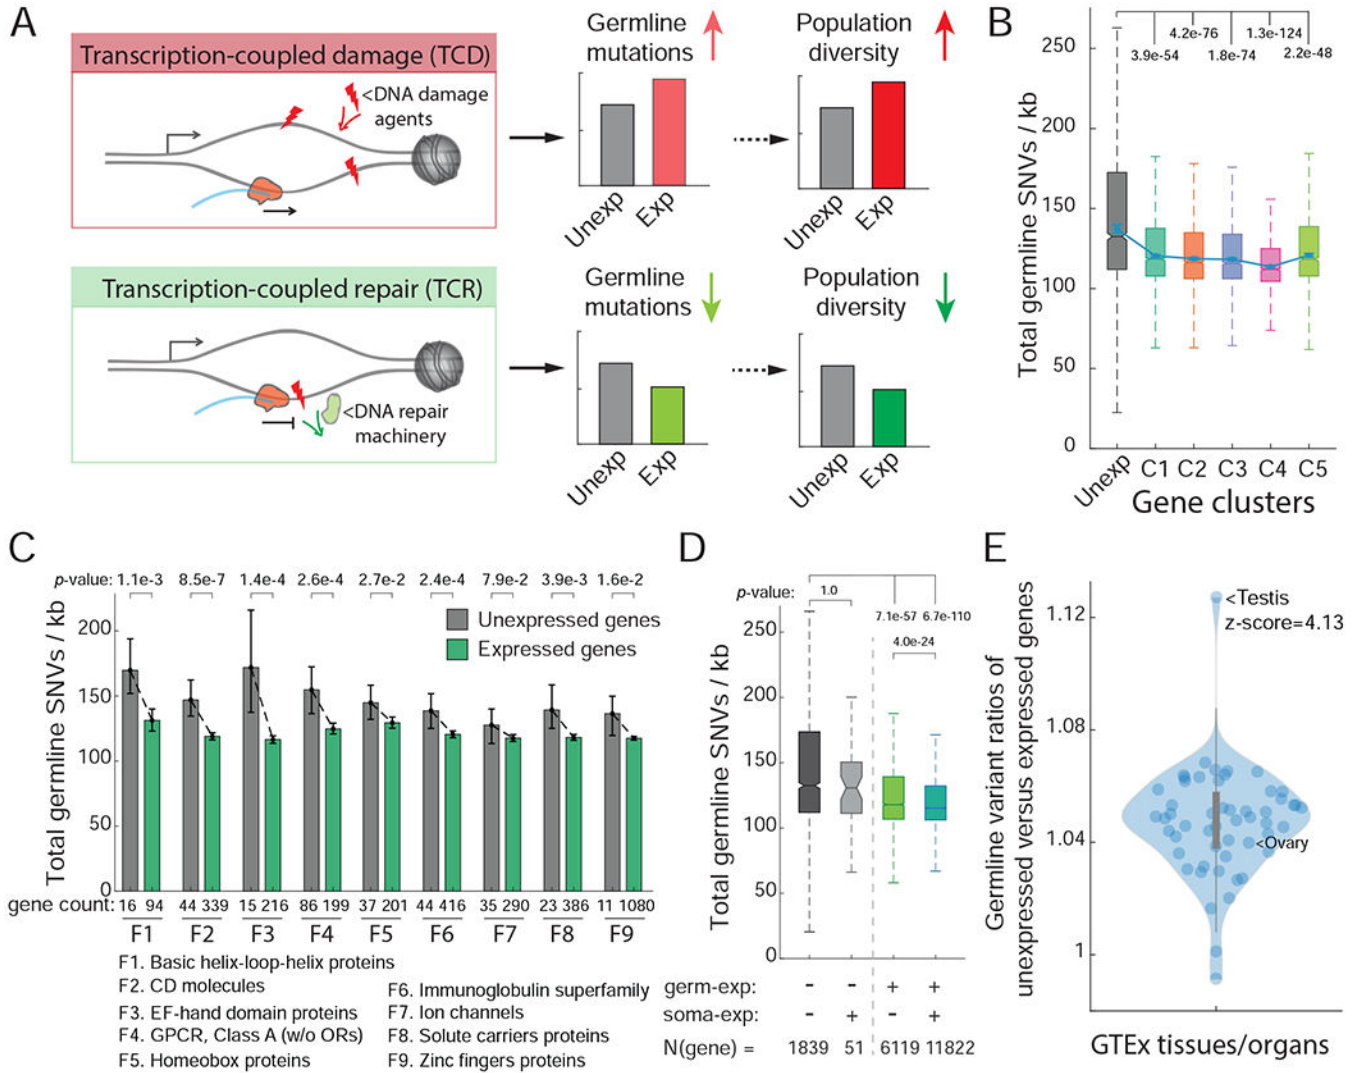 A
Transcription-coupled damage (TCD)
<DNA damage
agents
Germline
mutations
Unexp
Exp
Population
diversity
Unexp
Exp
Transcription-coupled repair (TCR)
<DNA repair
machinery
Germline
mutations
Unexp
Exp
Population
diversity
Unexp
Exp
B
4.2e-76
1.3e-124
3.9e-54
1.8e-74
2.2e-48
Total germline SNVs / kb
250
200
150
100
50
0
Unexp C1 C2 C3 C4 C5
Gene clusters
C
p-value: 1.1e-3 8.5e-7 1.4e-4 2.6e-4 2.7e-2 2.4e-4 7.9e-2 3.9e-3 1.6e-2
Unexpressed genes
Expressed genes
Total germline SNVs / kb
200
150
100
50
0
gene count: 16 94 44 339 15 216 86 199 37 201 44 416 35 290 23 386 11 1080
F1 F2 F3 F4 F5 F6 F7 F8 F9
F1. Basic helix-loop-helix proteins
F2. CD molecules
F3. EF-hand domain proteins
F4. GPCR, Class A (w/o ORs)
F5. Homeobox proteins
F6. Immunoglobulin superfamily
F7. Ion channels
F8. Solute carriers proteins
F9. Zinc fingers proteins
D
p-value: 1.0
7.1e-57 6.7e-110
4.0e-24
Total germline SNVs / kb
250
200
150
100
50
0
germ-exp: - - + +
soma-exp: - + - +
N(gene) = 1839 51 6119 11822
E
Germline variant ratios of
unexpressed versus expressed genes
1.12
1.08
1.04
1
<Testis
z-score=4.13
<Ovary
GTEx tissues/organs